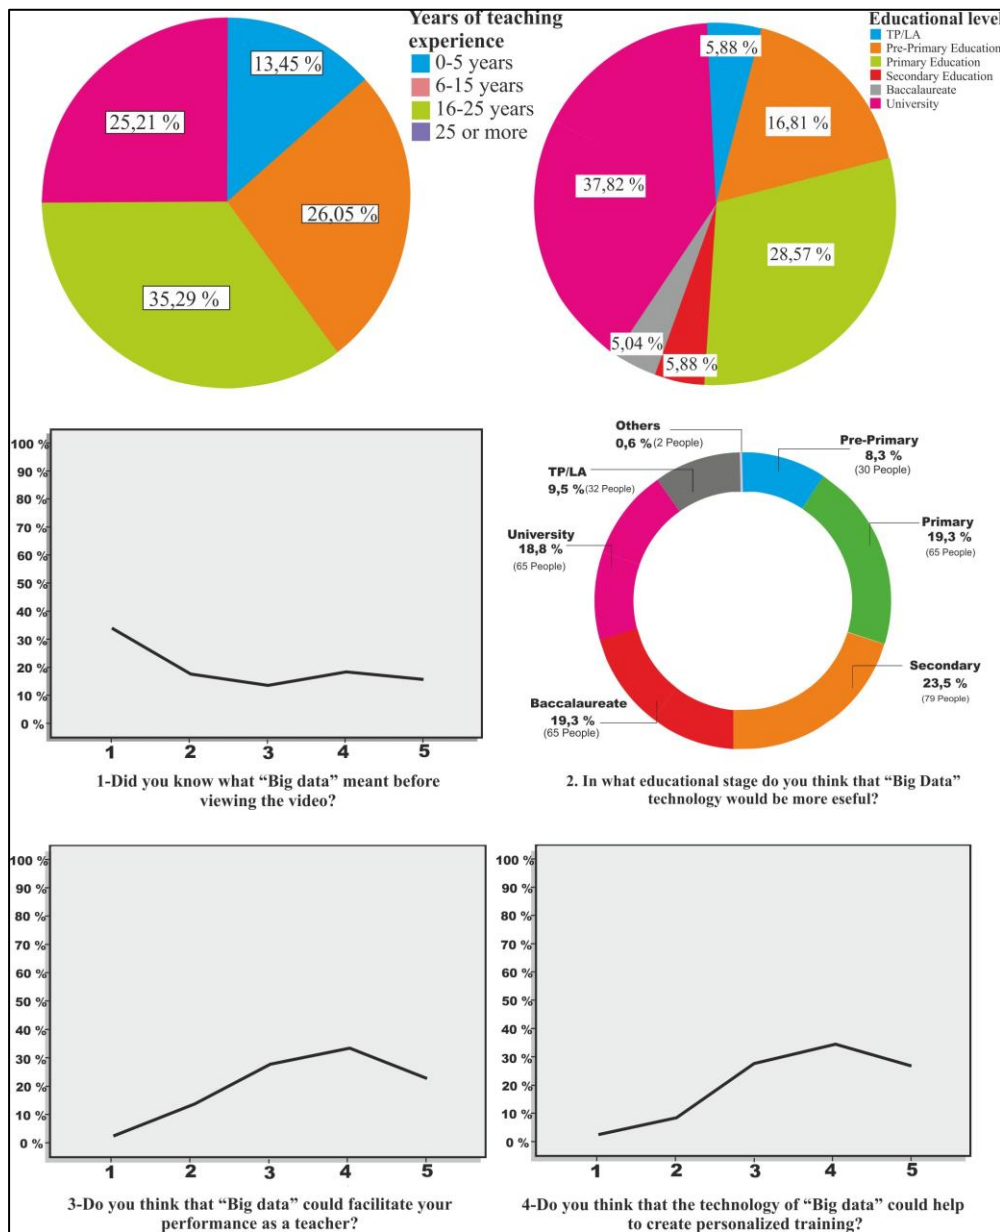 Years of teaching
experience
0-5 years
6-15 years
16-25 years
25 or more
13,45 %
25,21 %
26,05 %
35,29 %
Educational level
TP/LA
Pre-Primary Education
Primary Education
Secondary Education
Baccalaureate
University
5,88 %
16,81 %
37,82 %
28,57 %
5,04 %
5,88 %
100 %
90 %
80 %
70 %
60 %
50 %
40 %
30 %
20 %
10 %
0 %
1 2 3 4 5
1-Did you know what “Big data” meant before
viewing the video?
Others
0,6 % (2 People)
Pre-Primary
8,3 %
(30 People)
TP/LA
9,5 % (32 People)
Primary
19,3 %
(65 People)
University
18,8 %
(65 People)
Secondary
23,5 %
(79 People)
Baccalaureate
19,3 %
(65 People)
2. In what educational stage do you think that “Big Data”
technology would be more eseful?
100 %
90 %
80 %
70 %
60 %
50 %
40 %
30 %
20 %
10 %
0 %
1 2 3 4 5
3-Do you think that “Big data” could facilitate your
performance as a teacher?
100 %
90 %
80 %
70 %
60 %
50 %
40 %
30 %
20 %
10 %
0 %
1 2 3 4 5
4-Do you think that the technology of “Big data” could help
to create personalized training?